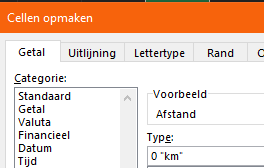 Cellen opmaken
Getal Uitlijning Lettertype Rand O
Categorie:
Standaard
Getal
Valuta
Financieel
Datum
Tijd
Voorbeeld
Afstand
Type:
0 "km"